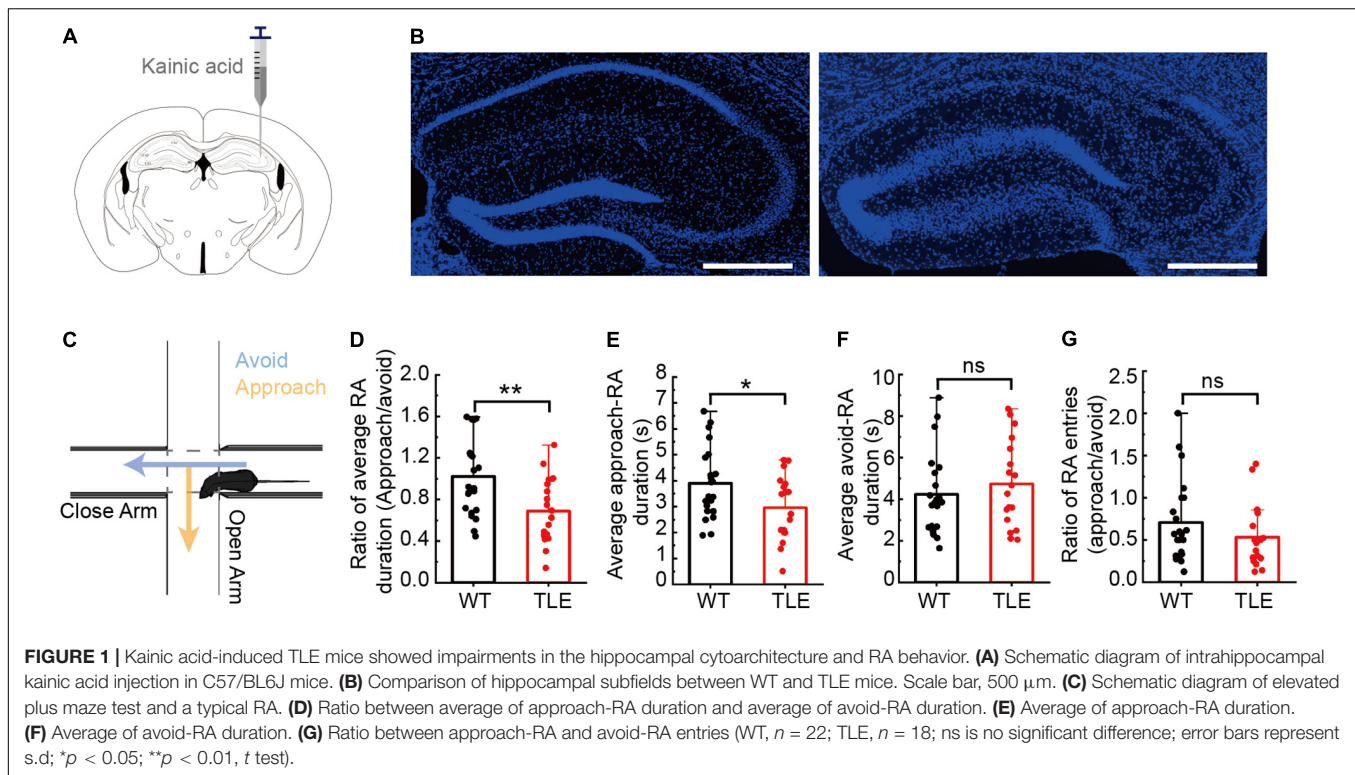 A
Kainic acid
B
C
Avoid
Approach
Close Arm
Open Arm
D
Ratio of average RA
duration (Approach/avoid)
2.0
1.6
1.2
0.8
0.4
0.0
**
WT TLE
E
Average approach-RA
duration (s)
8
7
6
5
4
3
2
1
0
*
WT TLE
F
Average avoid-RA
duration (s)
10
8
6
4
2
0
ns
WT TLE
G
Ratio of RA entries
(approach/avoid)
2.5
2.0
1.5
1.0
0.5
0.0
ns
WT TLE
FIGURE 1 | Kainic acid-induced TLE mice showed impairments in the hippocampal cytoarchitecture and RA behavior. (A) Schematic diagram of intrahippocampal
kainic acid injection in C57/BL6J mice. (B) Comparison of hippocampal subfields between WT and TLE mice. Scale bar, 500 μm. (C) Schematic diagram of elevated
plus maze test and a typical RA. (D) Ratio between average of approach-RA duration and average of avoid-RA duration. (E) Average of approach-RA duration.
(F) Average of avoid-RA duration. (G) Ratio between approach-RA and avoid-RA entries (WT, n = 22; TLE, n = 18; ns is no significant difference; error bars represent
s.d; *p < 0.05; **p < 0.01, t test).